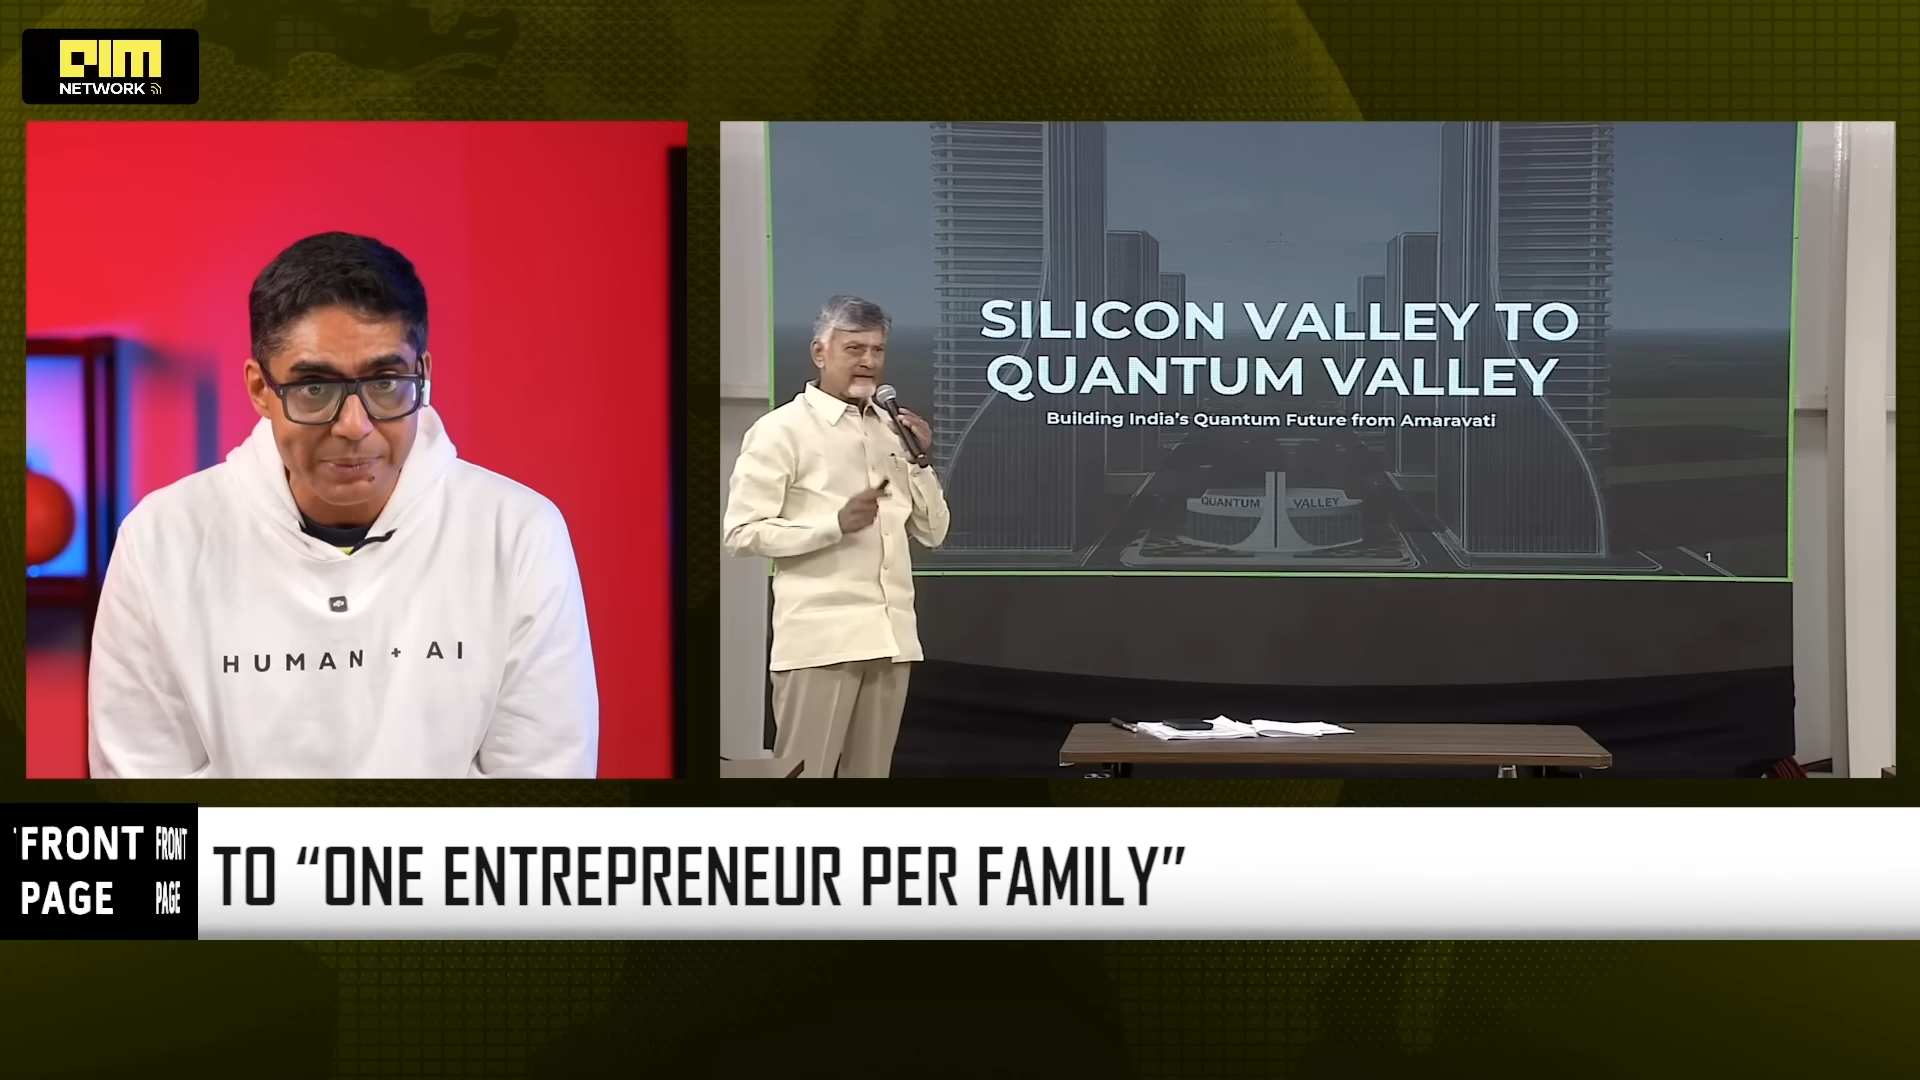 AIM
NETWORK
HUMAN + AI
SILICON VALLEY TO
QUANTUM VALLEY
Building India's Quantum Future from Amaravati
QUANTUM VALLEY
1
FRONT
PAGE
FRONT
PAGE
TO “ONE ENTREPRENEUR PER FAMILY”